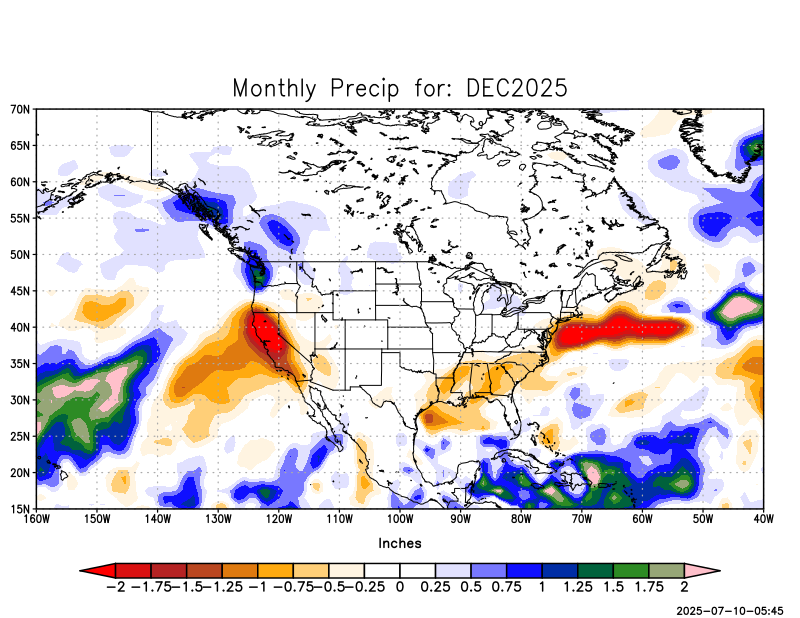 Monthly Precip for: DEC2025
70N
65N
60N
55N
50N
45N
40N
35N
30N
25N
20N
15N
160W 150W 140W 130W 120W 110W 100W 90W 80W 70W 60W 50W 40W
Inches
-2 -1.75 -1.5 -1.25 -1 -0.75 -0.5 -0.25 0 0.25 0.5 0.75 1 1.25 1.5 1.75 2
2025-07-10-05:45